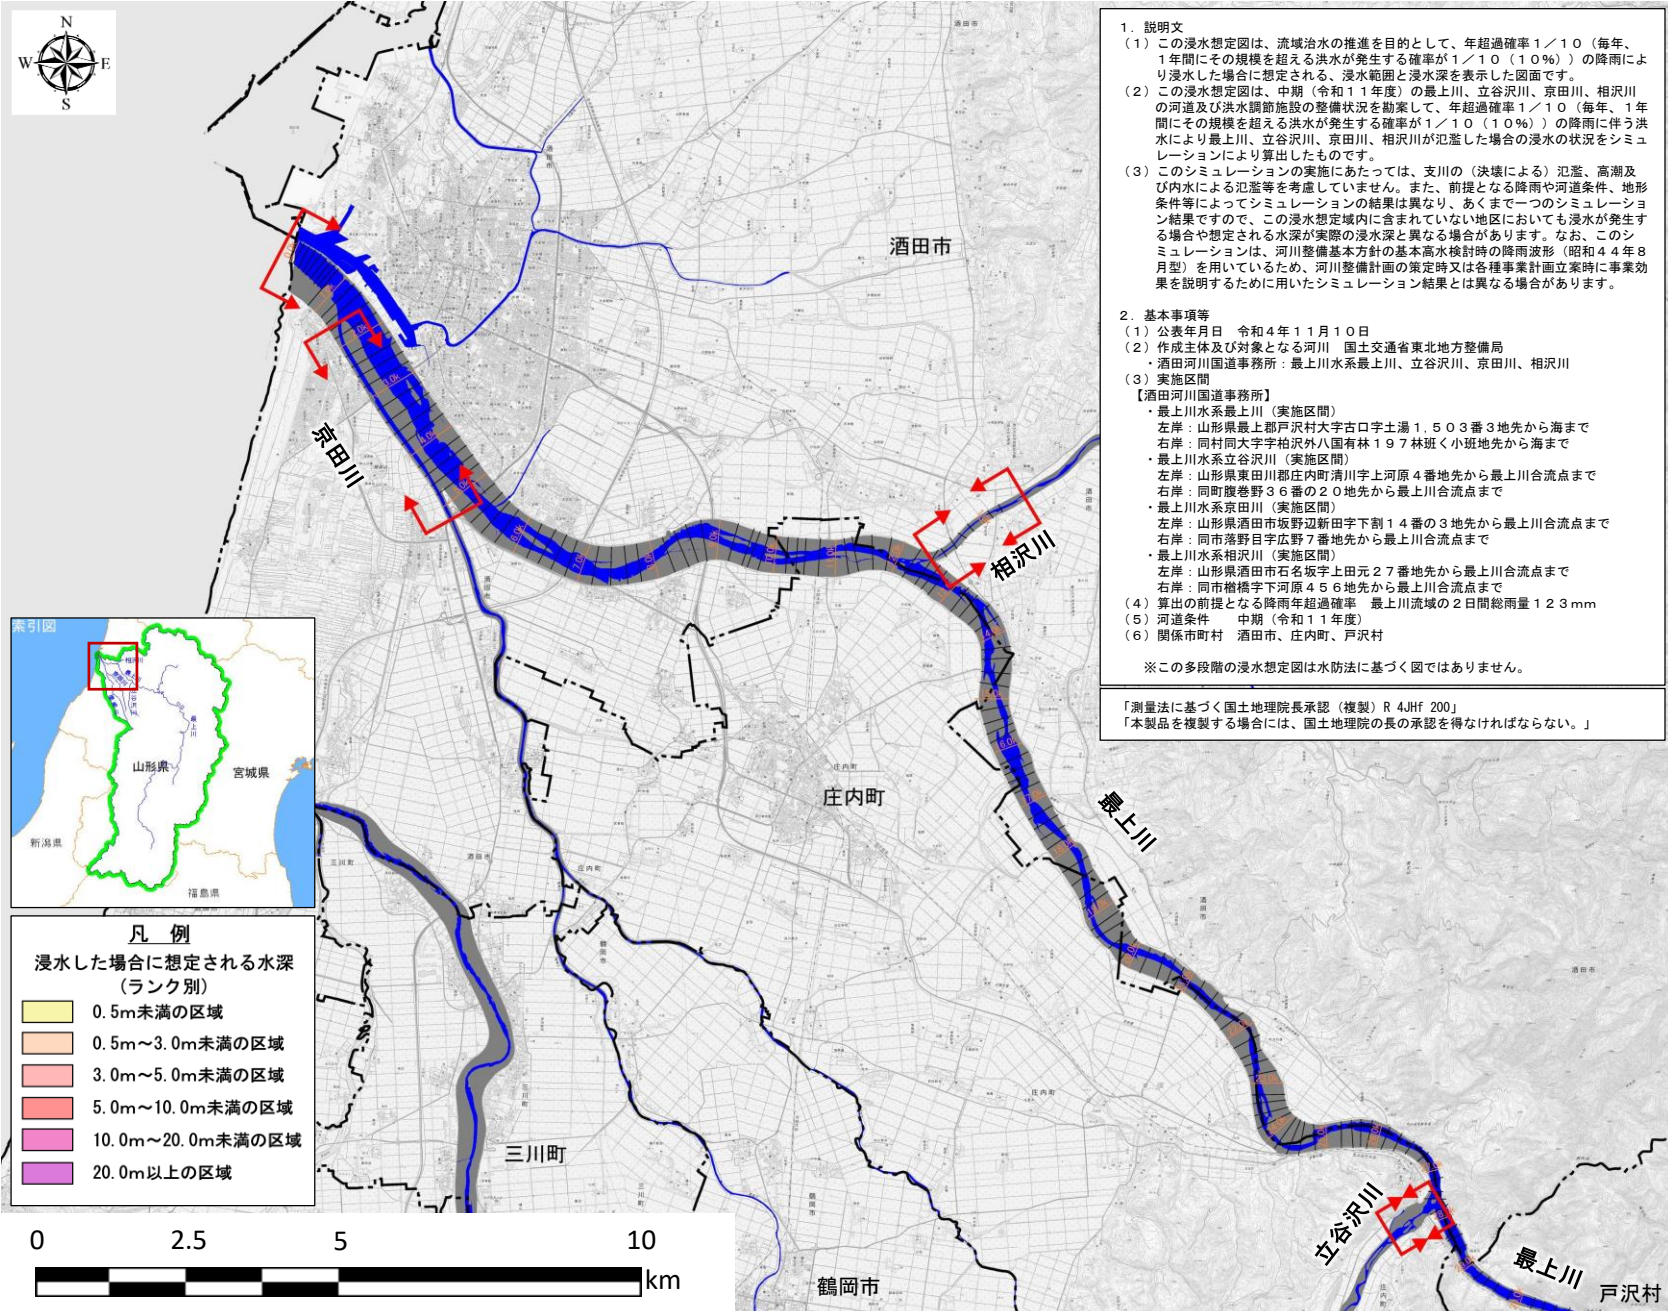 N
W
E
S
1．説明文
（1）この浸水想定図は、流域治水の推進を目的として、年超過確率１／１０（毎年、
１年間にその規模を超える洪水が発生する確率が１／１０（１０％））の降雨によ
り浸水した場合に想定される、浸水範囲と浸水深を表示した図面です。
（2）この浸水想定図は、中期（令和１１年度）の最上川、立谷沢川、京田川、相沢川
の河道及び洪水調節施設の整備状況を勘案して、年超過確率１／１０（毎年、１年
間にその規模を超える洪水が発生する確率が１／１０（１０％））の降雨に伴う洪
水により最上川、立谷沢川、京田川、相沢川が氾濫した場合の浸水の状況をシミュ
レーションにより算出したものです。
（3）このシミュレーションの実施にあたっては、支川の（決壊による）氾濫、高潮及
び内水による氾濫等を考慮していません。また、前提となる降雨や河道条件、地形
条件等によってシミュレーションの結果は異なり、あくまで一つのシミュレーショ
ン結果ですので、この浸水想定域内に含まれていない地区においても浸水が発生す
る場合や想定される水深が実際の浸水深と異なる場合があります。なお、このシ
ミュレーションは、河川整備基本方針の基本高水検討時の降雨波形（昭和４４年８
月型）を用いているため、河川整備計画の策定時又は各種事業計画立案時に事業効
果を説明するために用いたシミュレーション結果とは異なる場合があります。
2．基本事項等
（1）公表年月日　令和４年１１月１０日
（2）作成主体及び対象となる河川　国土交通省東北地方整備局
・酒田河川国道事務所：最上川水系最上川、立谷沢川、京田川、相沢川
（3）実施区間
【酒田河川国道事務所】
・最上川水系最上川（実施区間）
左岸：山形県最上郡戸沢村大字古口字土湯１,５０３番３地先から海まで
右岸：同村同大字字柏沢外八国有林１９７林班く小班地先から海まで
・最上川水系立谷沢川（実施区間）
左岸：山形県東田川郡庄内町清川字上河原４番地先から最上川合流点まで
右岸：同町腹巻野３６番の２０地先から最上川合流点まで
・最上川水系京田川（実施区間）
左岸：山形県酒田市坂野辺新田字下割１４番の３地先から最上川合流点まで
右岸：同市落野目字広野７番地先から最上川合流点まで
・最上川水系相沢川（実施区間）
左岸：山形県酒田市石名坂字上田元２７番地先から最上川合流点まで
右岸：同市楢橋字下河原４５６地先から最上川合流点まで
（4）算出の前提となる降雨年超過確率　最上川流域の２日間総雨量１２３mm
（5）河道条件　　中期（令和１１年度）
（6）関係市町村　酒田市、庄内町、戸沢村
※この多段階の浸水想定図は水防法に基づく図ではありません。
「測量法に基づく国土地理院長承認（複製）R 4JHf 200」
「本製品を複製する場合には、国土地理院の長の承認を得なければならない。」
酒田市
京田川
相沢川
庄内町
最上川
三川町
立谷沢川
最上川
鶴岡市
戸沢村
索引図
山形県
宮城県
新潟県
福島県
凡 例
浸水した場合に想定される水深
（ランク別）
0.5m未満の区域
0.5m～3.0m未満の区域
3.0m～5.0m未満の区域
5.0m～10.0m未満の区域
10.0m～20.0m未満の区域
20.0m以上の区域
0 2.5 5 10
km